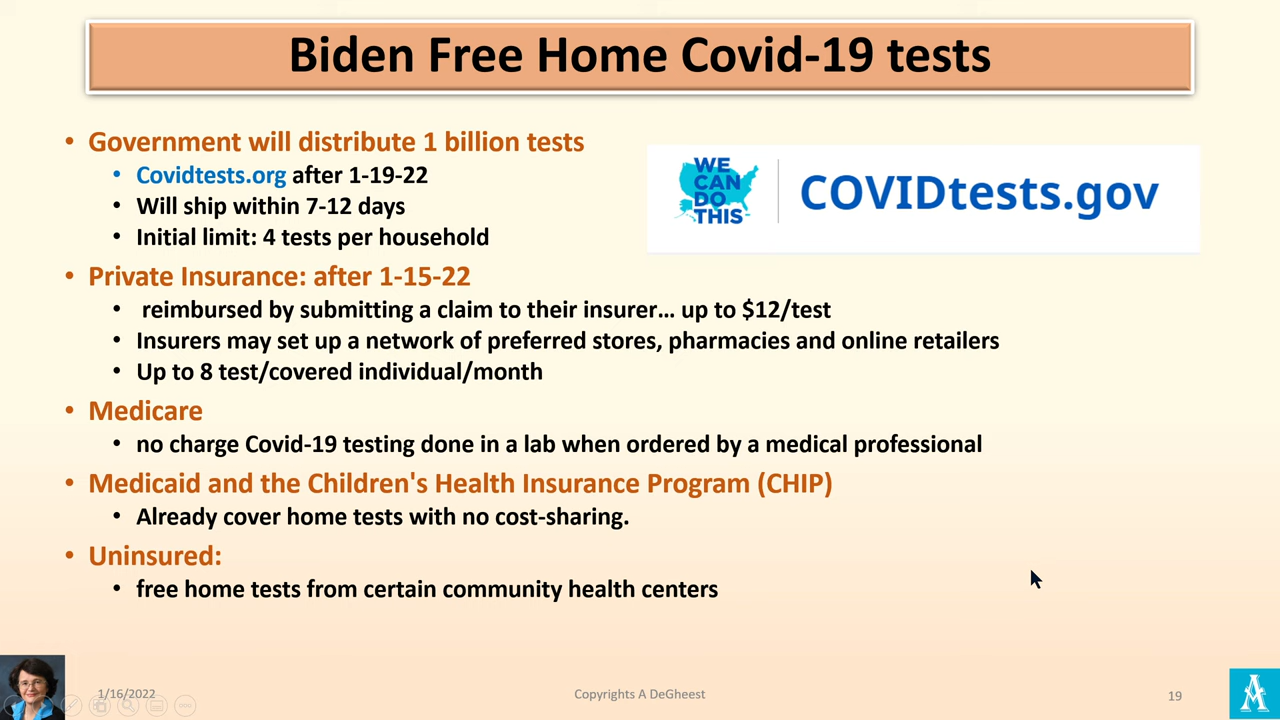 Biden Free Home Covid-19 tests
• Government will distribute 1 billion tests
• Covidtests.org after 1-19-22
• Will ship within 7-12 days
• Initial limit: 4 tests per household
WE
CAN
DO
THIS
COVIDtests.gov
• Private Insurance: after 1-15-22
• reimbursed by submitting a claim to their insurer... up to $12/test
• Insurers may set up a network of preferred stores, pharmacies and online retailers
• Up to 8 test/covered individual/month
• Medicare
• no charge Covid-19 testing done in a lab when ordered by a medical professional
• Medicaid and the Children's Health Insurance Program (CHIP)
• Already cover home tests with no cost-sharing.
• Uninsured:
• free home tests from certain community health centers
1/16/2022
Copyrights A DeGheest
19
A